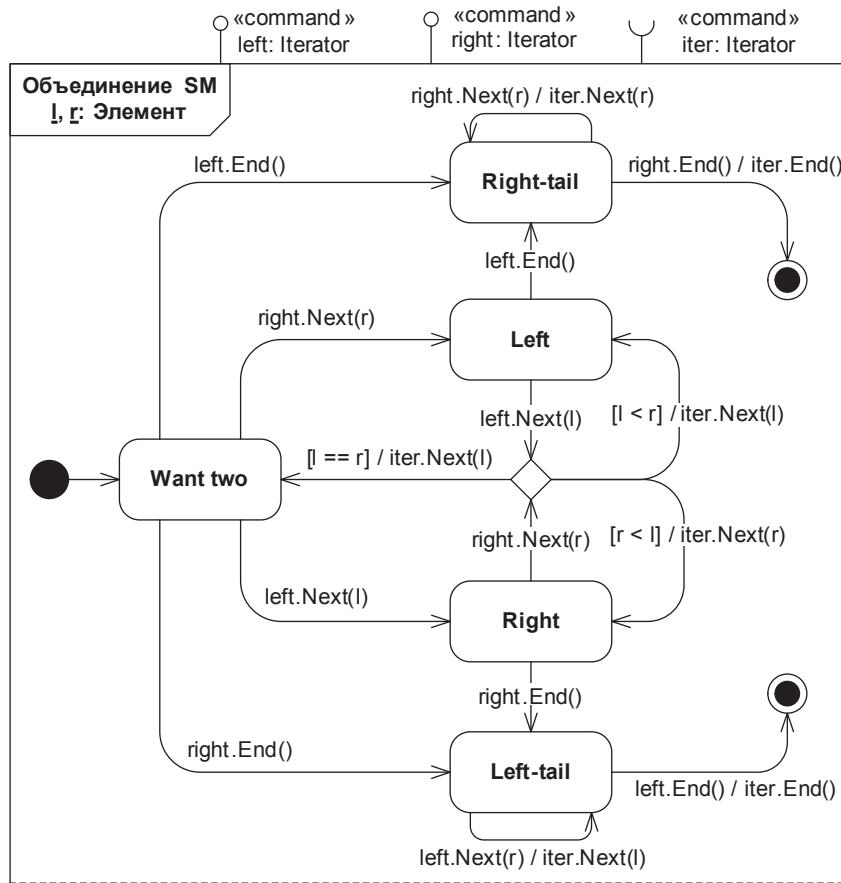 «command» «command» «command»
left: Iterator right: Iterator iter: Iterator
Объединение SM
l, r: Элемент
right.Next(r) / iter.Next(r)
left.End()
Right-tail
right.End() / iter.End()
left.End()
right.Next(r)
Left
left.Next(l)
[l < r] / iter.Next(l)
[l == r] / iter.Next(l)
Want two
right.Next(r)
[r < l] / iter.Next(r)
left.Next(l)
Right
right.End()
right.End()
Left-tail
left.End() / iter.End()
left.Next(r) / iter.Next(l)